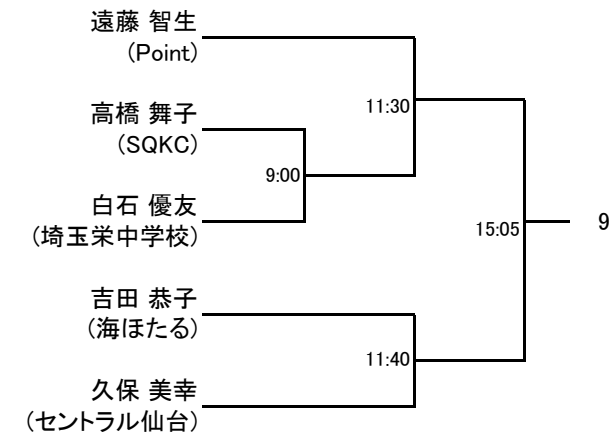 遠藤 智生
(Point)
11:30
高橋 舞子
(SQKC)
9:00
白石 優友
(埼玉栄中学校)
15:05
9
吉田 恭子
(海ほたる)
11:40
久保 美幸
(セントラル仙台)